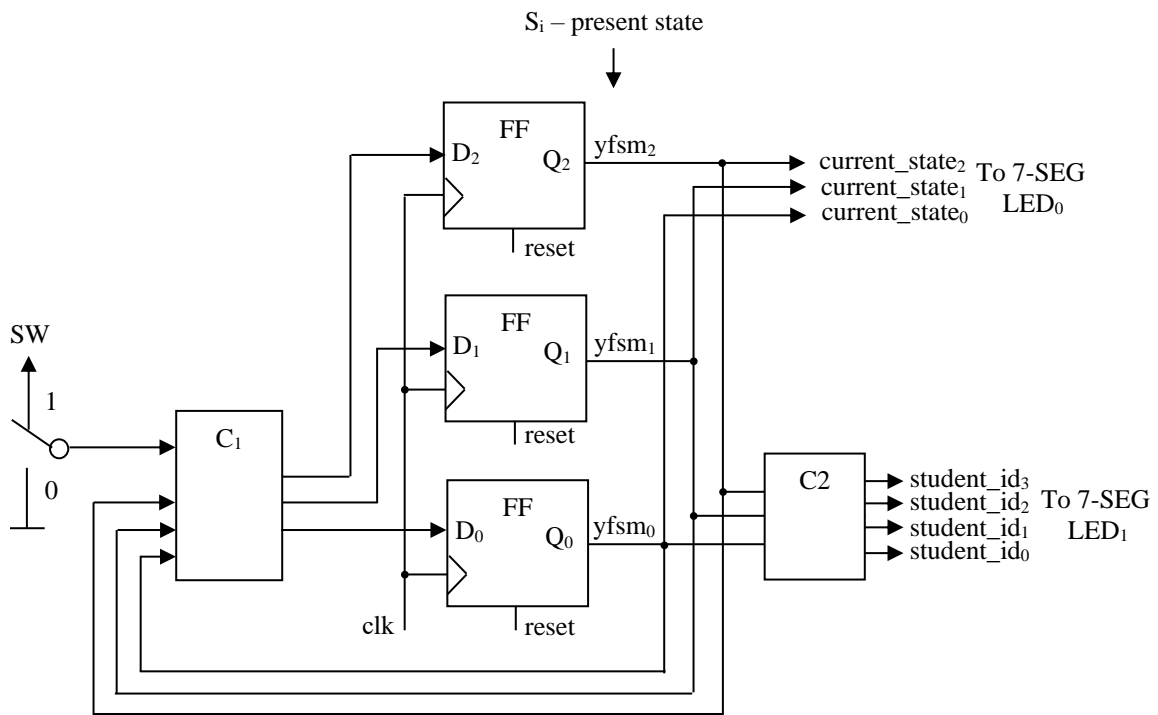 Sᵢ – present state
FF
D₂
Q₂
yfsm₂
reset
current_state₂
current_state₁
current_state₀
To 7-SEG
LED₀
FF
D₁
Q₁
yfsm₁
reset
SW
1
0
C₁
FF
D₀
Q₀
yfsm₀
reset
clk
C2
student_id₃
student_id₂
student_id₁
student_id₀
To 7-SEG
LED₁